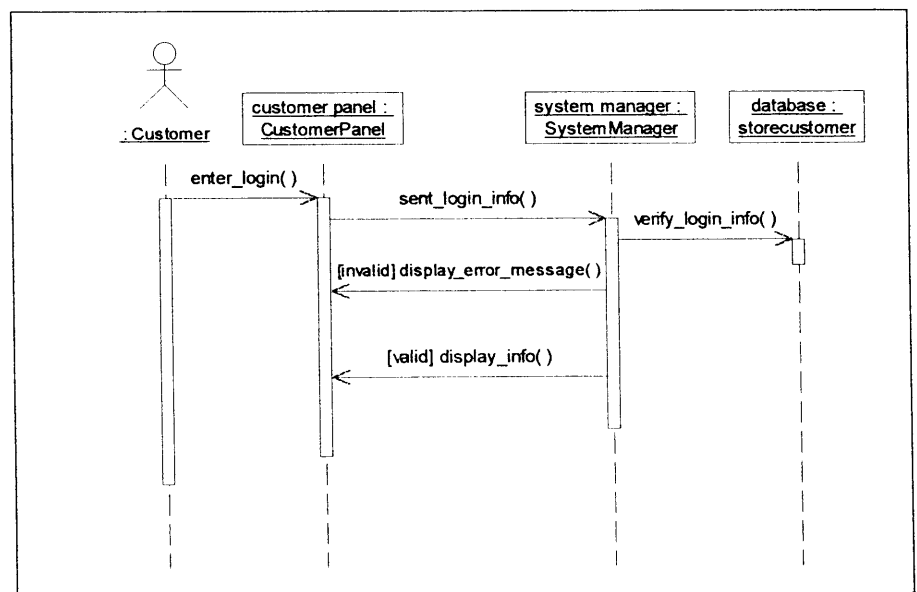 : Customer
customer panel :
CustomerPanel
system manager :
SystemManager
database :
storecustomer
enter_login( )
sent_login_info( )
verify_login_info( )
[invalid] display_error_message( )
[valid] display_info( )